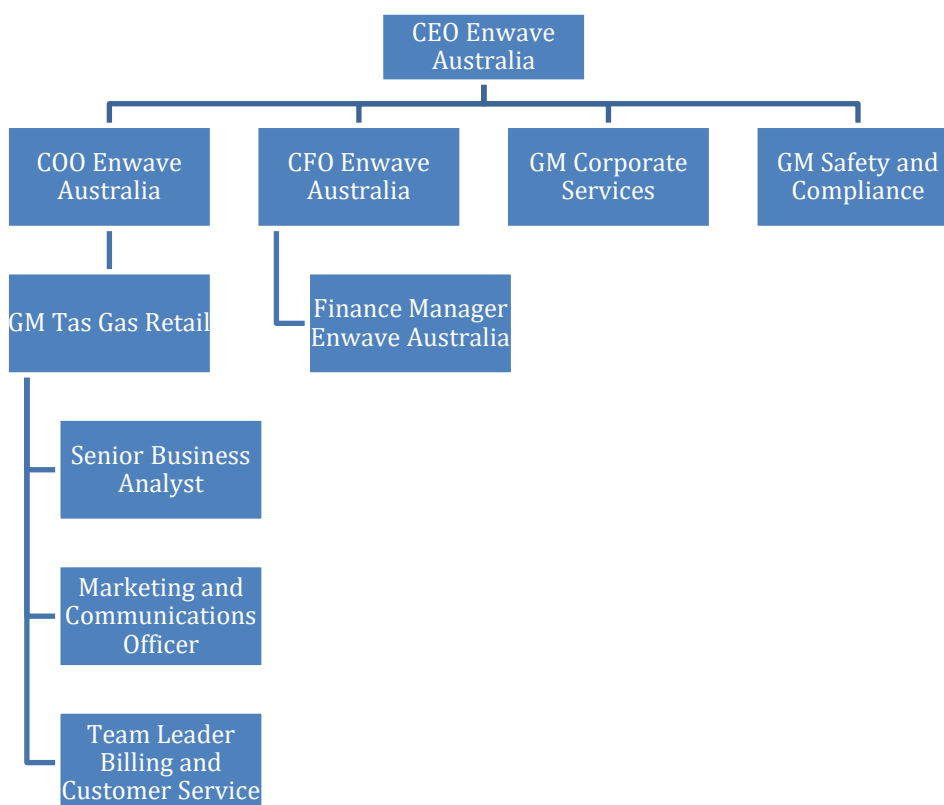 CEO Enwave
Australia
COO Enwave
Australia
CFO Enwave
Australia
GM Corporate
Services
GM Safety and
Compliance
GM Tas Gas Retail
Finance Manager
Enwave Australia
Senior Business
Analyst
Marketing and
Communications
Officer
Team Leader
Billing and
Customer Service